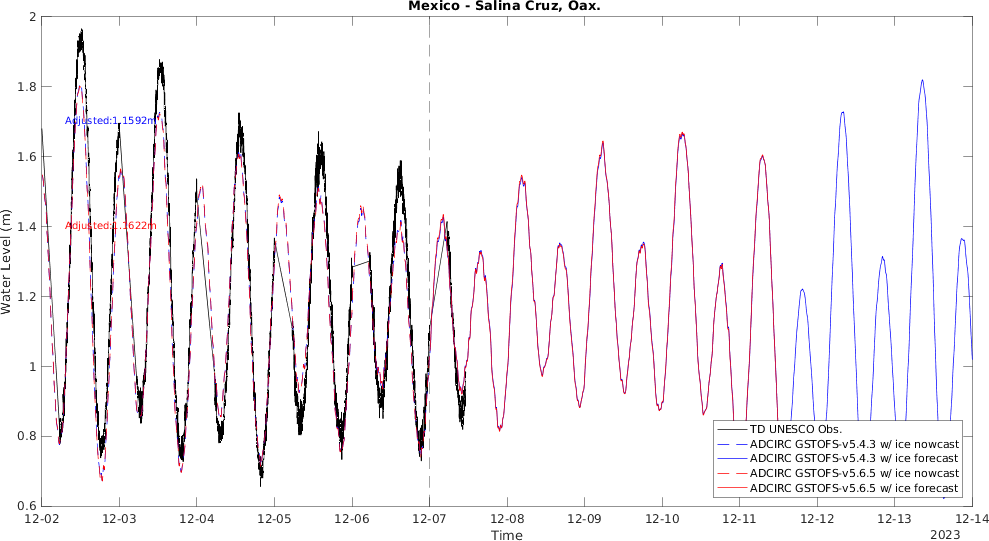 Mexico - Salina Cruz, Oax.
2
1.8
1.6
1.4
1.2
1
0.8
0.6
Water Level (m)
Adjusted:1.1592m
Adjusted:1.1622m
TD UNESCO Obs.
ADCIRC GSTOFS-v5.4.3 w/ ice nowcast
ADCIRC GSTOFS-v5.4.3 w/ ice forecast
ADCIRC GSTOFS-v5.6.5 w/ ice nowcast
ADCIRC GSTOFS-v5.6.5 w/ ice forecast
12-02 12-03 12-04 12-05 12-06 12-07 12-08 12-09 12-10 12-11 12-12 12-13 12-14
Time
2023